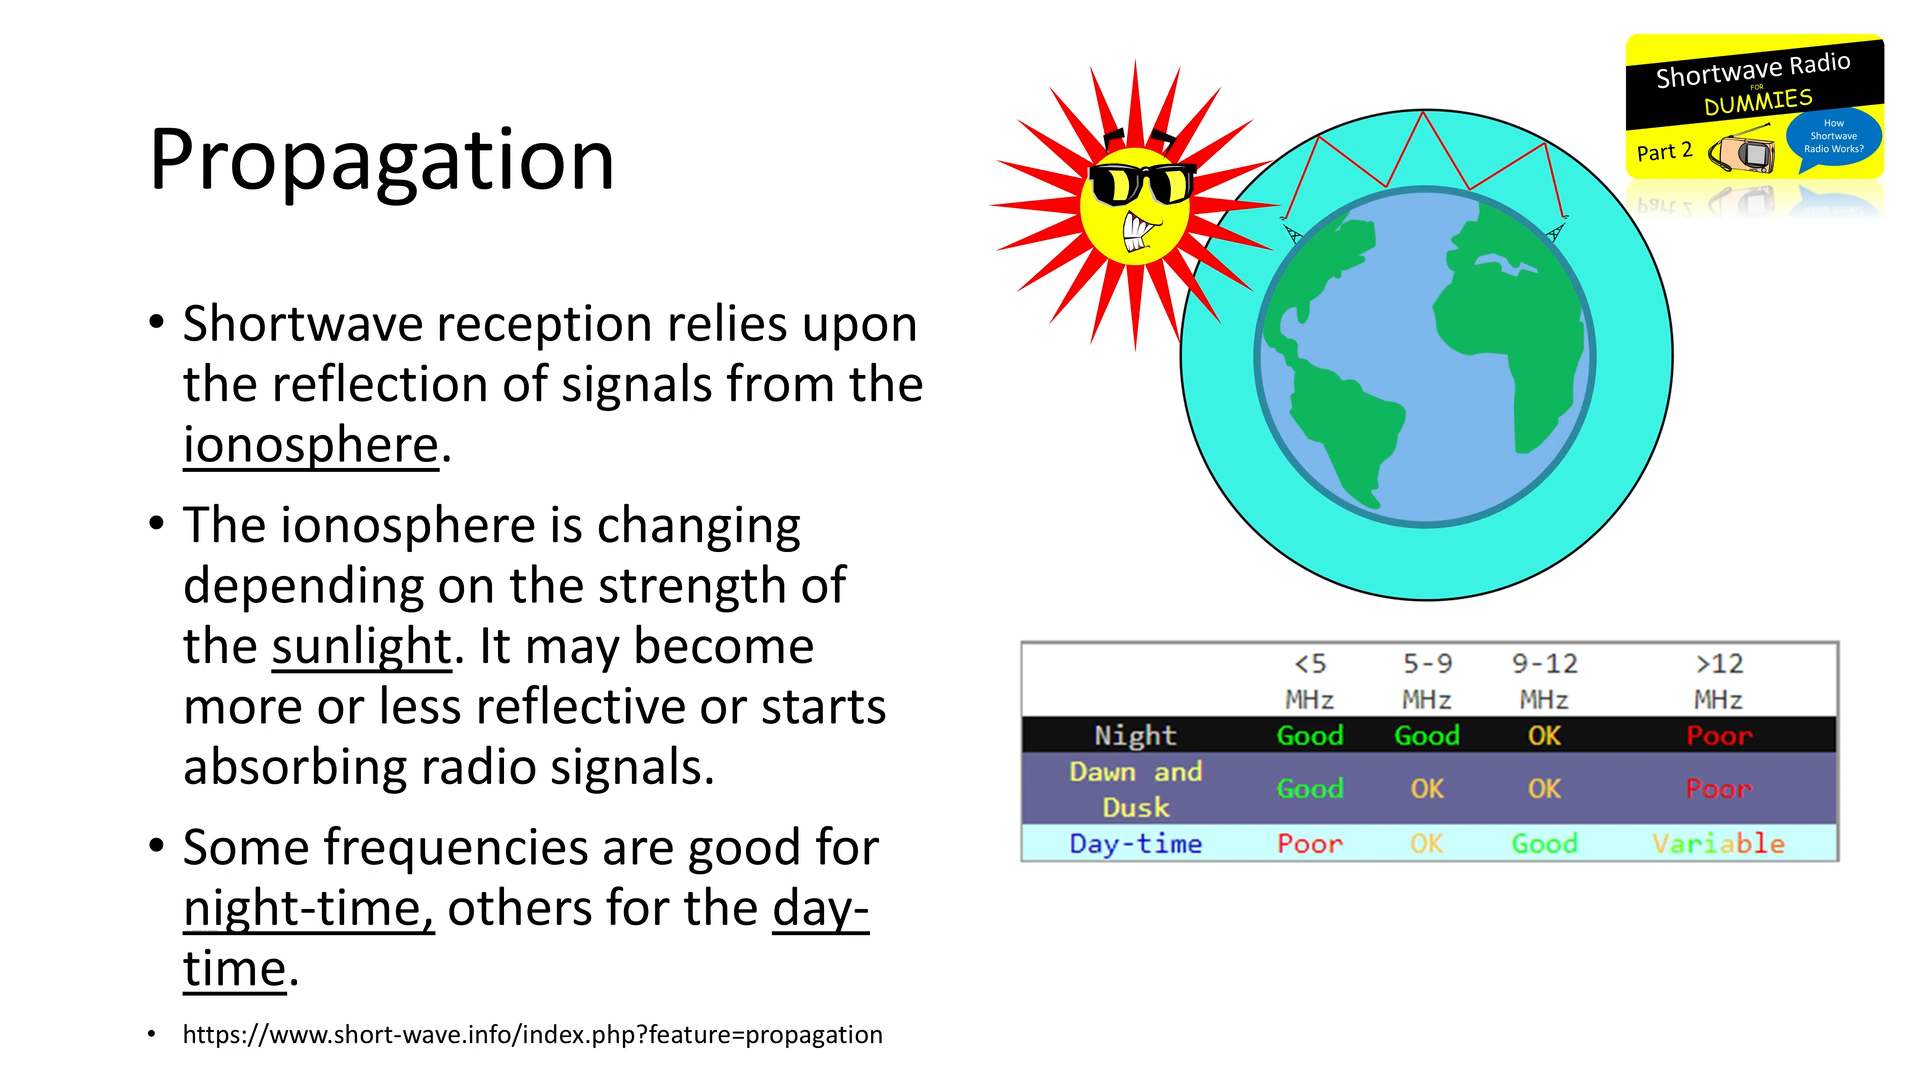 Propagation
• Shortwave reception relies upon
the reflection of signals from the
ionosphere.
• The ionosphere is changing
depending on the strength of
the sunlight. It may become
more or less reflective or starts
absorbing radio signals.
• Some frequencies are good for
night-time, others for the day-
time.
• https://www.short-wave.info/index.php?feature=propagation
Shortwave Radio
FOR
DUMMIES
Part 2
How
Shortwave
Radio Works?
<5 5-9 9-12 >12
MHz MHz MHz MHz
Night Good Good OK Poor
Dawn and
Dusk Good OK OK Poor
Day-time Poor OK Good Variable